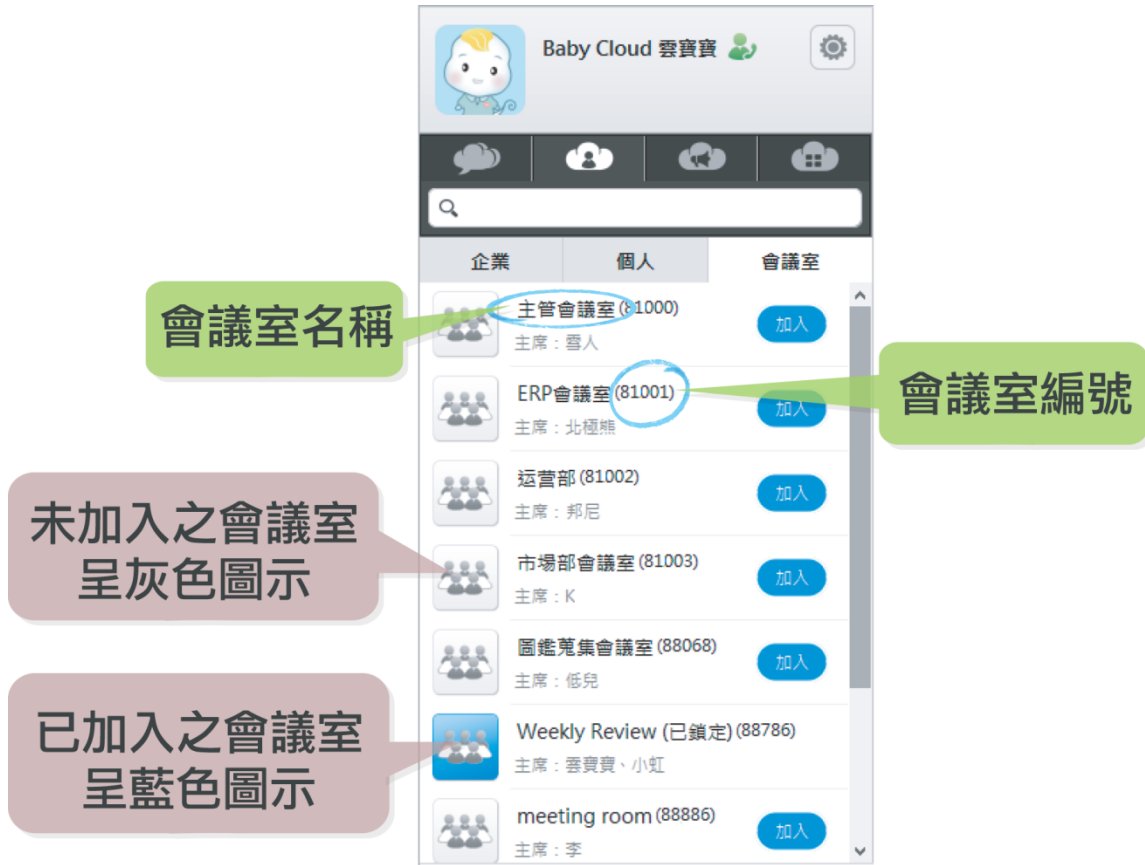 Baby Cloud 雲寶寶
企業
個人
會議室
會議室名稱
主管會議室(81000)
主席：雪人
加入
ERP會議室(81001)
主席：北極熊
加入
會議室編號
运营部(81002)
主席：邦尼
加入
未加入之會議室
呈灰色圖示
市場部會議室(81003)
主席：K
加入
圖鑑蒐集會議室(88068)
主席：低兒
加入
已加入之會議室
呈藍色圖示
Weekly Review (已鎖定)(88786)
主席：雲寶寶、小虹
meeting room(88886)
主席：李
加入